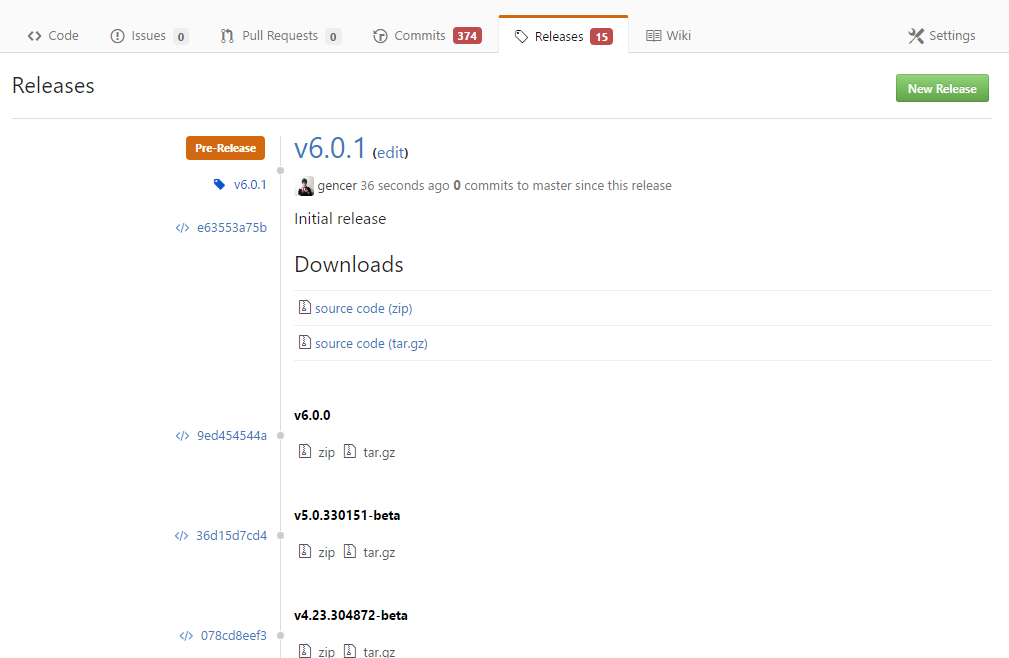 Code Issues 0 Pull Requests 0 Commits 374 Releases 15 Wiki Settings
Releases New Release
Pre-Release v6.0.1 (edit)
v6.0.1 gencer 36 seconds ago 0 commits to master since this release
e63553a75b Initial release
Downloads
source code (zip)
source code (tar.gz)
v6.0.0
9ed454544a
zip tar.gz
v5.0.330151-beta
36d15d7cd4
zip tar.gz
v4.23.304872-beta
078cd8eef3
zip tar.gz